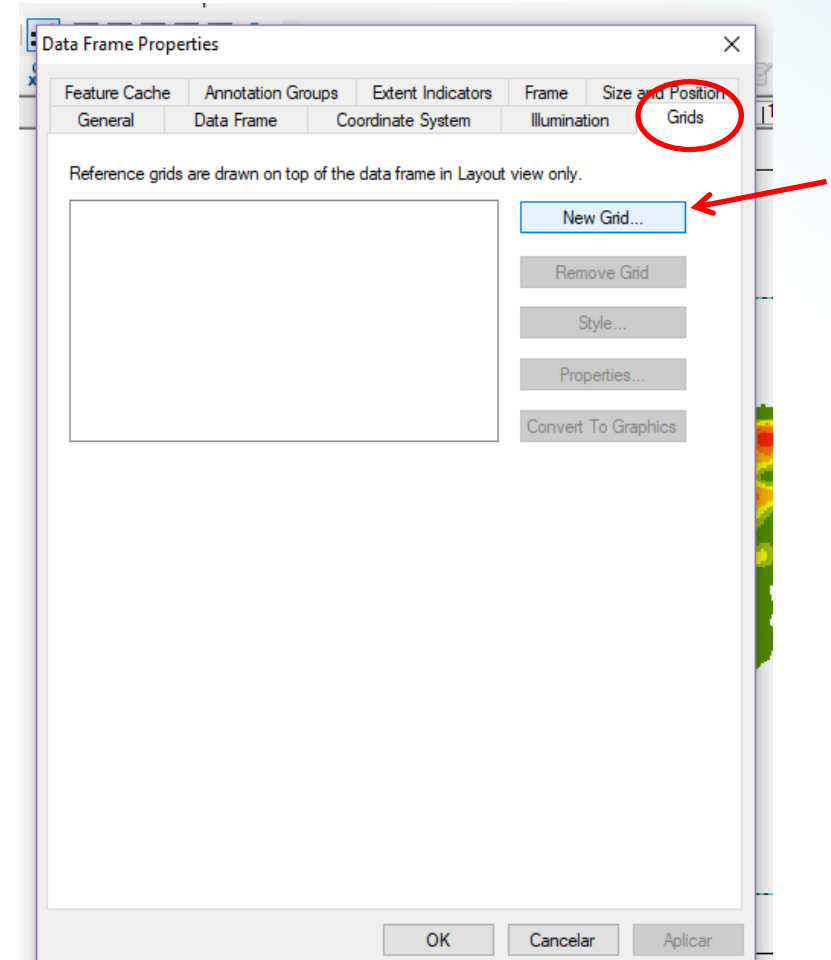 Data Frame Properties
Feature Cache Annotation Groups Extent Indicators Frame Size and Position
General Data Frame Coordinate System Illumination Grids
Reference grids are drawn on top of the data frame in Layout view only.
New Grid...
Remove Grid
Style...
Properties...
Convert To Graphics
OK Cancelar Aplicar